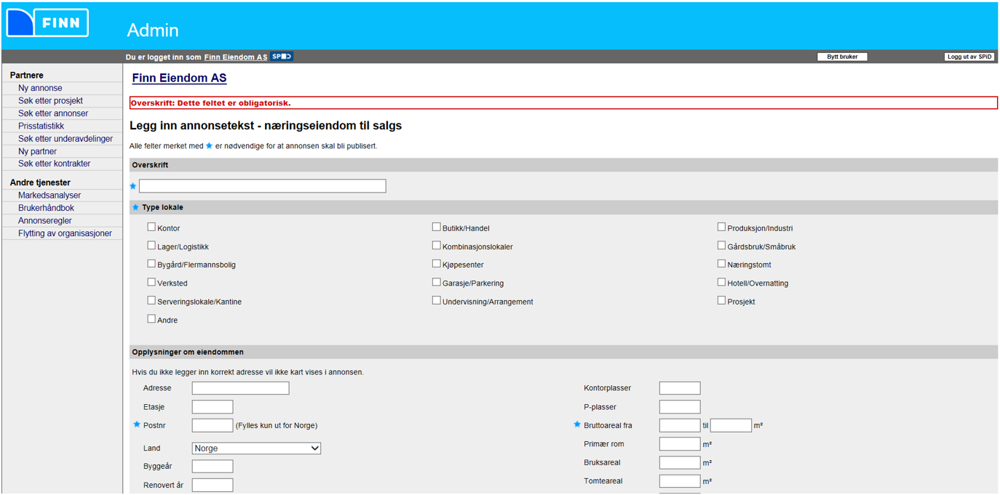 FINN
Admin
Du er logget inn som Finn Eiendom AS SPiD
Bytt bruker
Logg ut av SPiD
Partnere
Ny annonse
Søk etter prosjekt
Søk etter annonser
Prisstatistikk
Søk etter underavdelinger
Ny partner
Søk etter kontrakter
Andre tjenester
Markedsanalyser
Brukerhåndbok
Annonseregler
Flytting av organisasjoner
Finn Eiendom AS
Overskrift: Dette feltet er obligatorisk.
Legg inn annonsetekst - næringseiendom til salgs
Alle felter merket med er nødvendige for at annonsen skal bli publisert.
Overskrift
Type lokale
Kontor
Butikk/Handel
Produksjon/Industri
Lager/Logistikk
Kombinasjonslokaler
Gårdsbruk/Småbruk
Bygård/Flermannsbolig
Kjøpesenter
Næringstomt
Verksted
Garasje/Parkering
Hotell/Overnatting
Serveringslokale/Kantine
Undervisning/Arrangement
Prosjekt
Andre
Opplysninger om eiendommen
Hvis du ikke legger inn korrekt adresse vil ikke kart vises i annonsen.
Adresse
Kontorplasser
Etasje
P-plasser
Postnr (Fylles kun ut for Norge)
Bruttoareal fra til m²
Primær rom m²
Land Norge
Bruksareal m²
Byggeår
Tomteareal m²
Renovert år